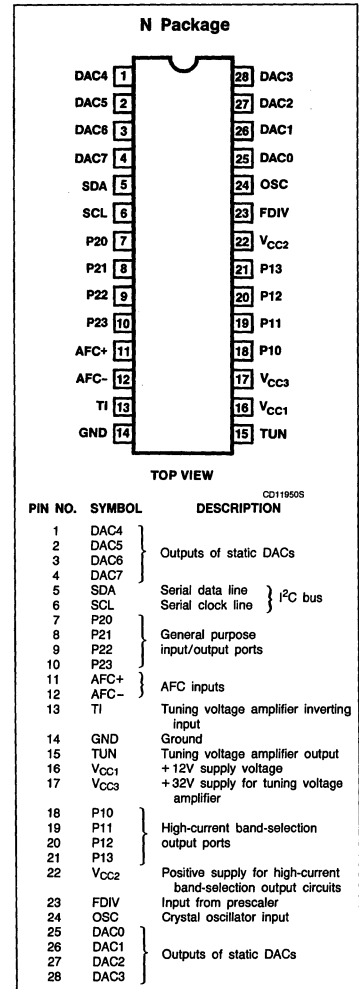 N Package
DAC4 1 28 DAC3
DAC5 2 27 DAC2
DAC6 3 26 DAC1
DAC7 4 25 DAC0
SDA 5 24 OSC
SCL 6 23 FDIV
P20 7 22 VCC2
P21 8 21 P13
P22 9 20 P12
P23 10 19 P11
AFC+ 11 18 P10
AFC− 12 17 VCC3
TI 13 16 VCC1
GND 14 15 TUN
TOP VIEW
CD11950S
PIN NO. SYMBOL DESCRIPTION
1 DAC4
2 DAC5
3 DAC6
4 DAC7
Outputs of static DACs
5 SDA Serial data line
6 SCL Serial clock line
I²C bus
7 P20
8 P21
9 P22
10 P23
General purpose
input/output ports
11 AFC+
12 AFC−
AFC inputs
13 TI Tuning voltage amplifier inverting
input
14 GND Ground
15 TUN Tuning voltage amplifier output
16 VCC1 +12V supply voltage
17 VCC3 +32V supply for tuning voltage
amplifier
18 P10
19 P11
20 P12
21 P13
High-current band-selection
output ports
22 VCC2 Positive supply for high-current
band-selection output circuits
23 FDIV Input from prescaler
24 OSC Crystal oscillator input
25 DAC0
26 DAC1
27 DAC2
28 DAC3
Outputs of static DACs